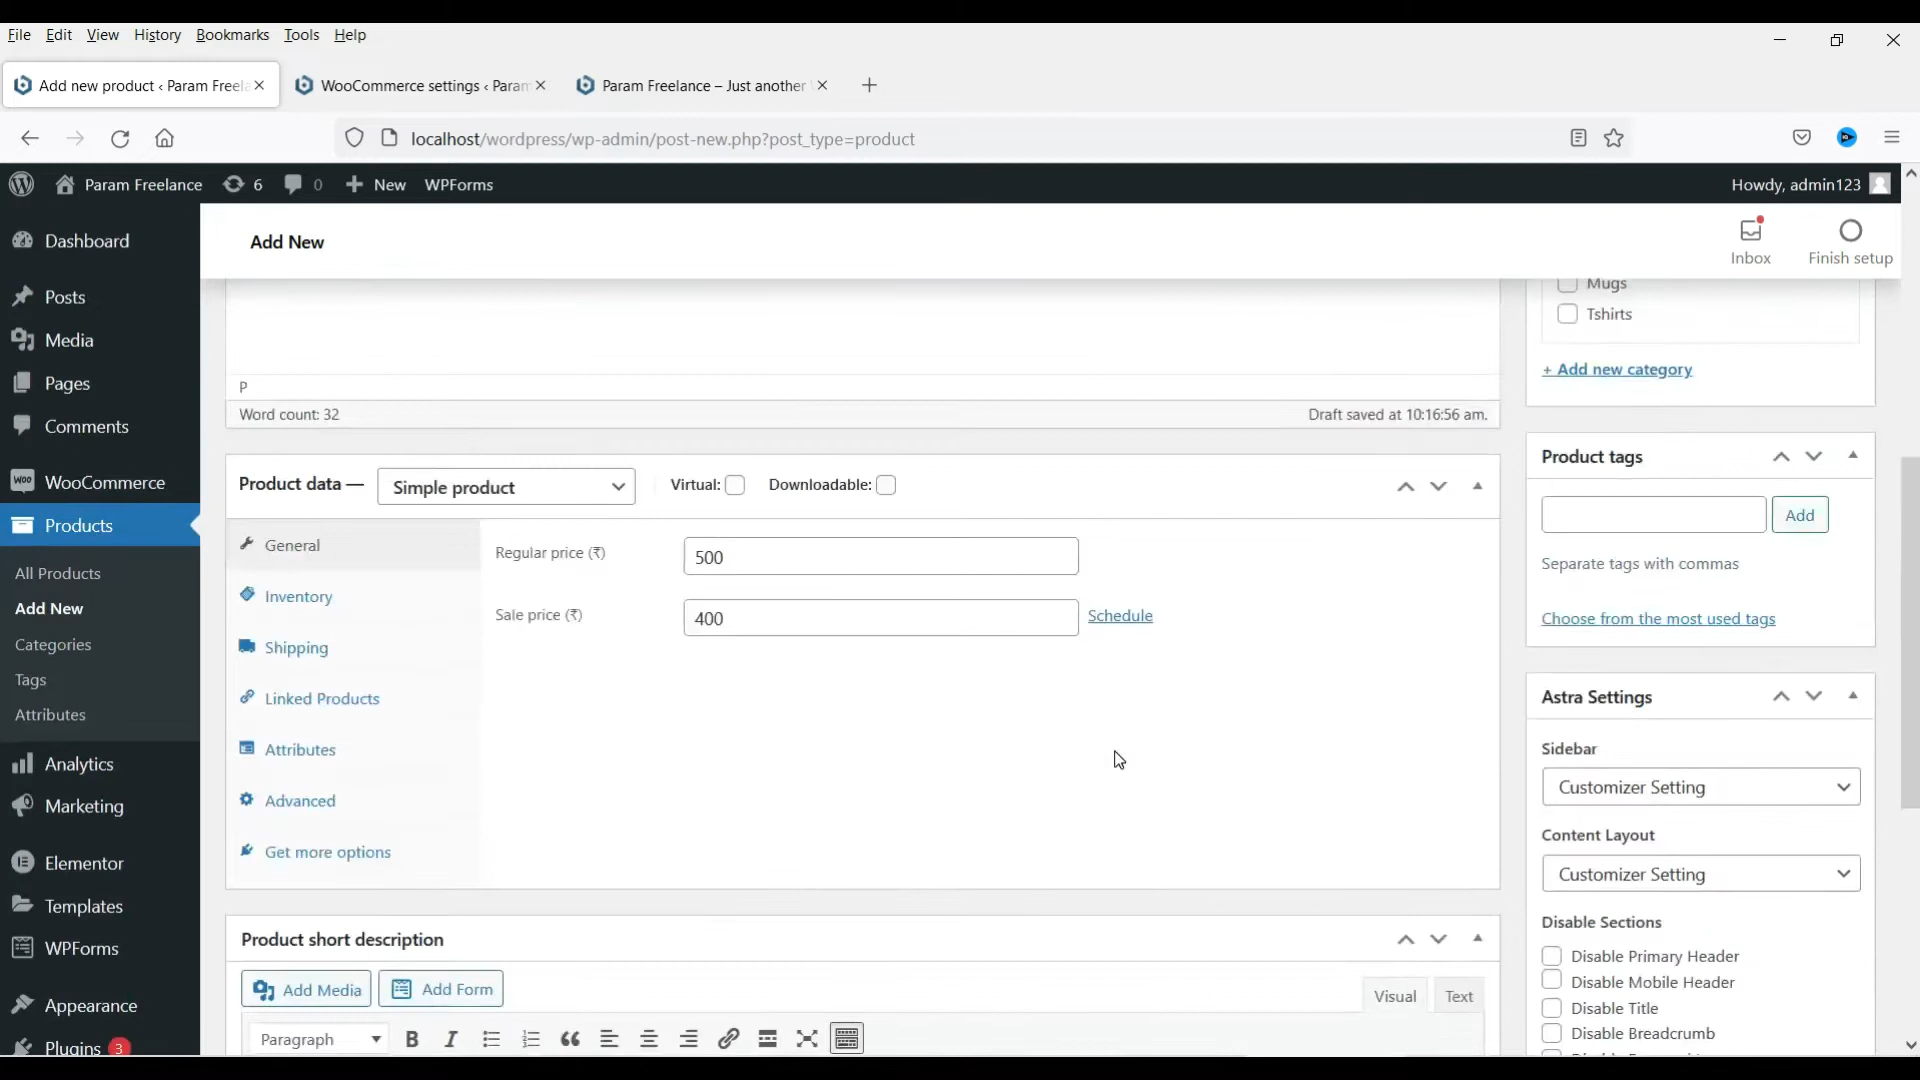 File Edit View History Bookmarks Tools Help
Add new product ‹ Param Freela
WooCommerce settings ‹ Param
Param Freelance – Just another
localhost/wordpress/wp-admin/post-new.php?post_type=product
Param Freelance 6 0 New WPForms
Howdy, admin123
Add New
Inbox
Finish setup
Dashboard
Posts
Media
Pages
Comments
WooCommerce
Products
All Products
Add New
Categories
Tags
Attributes
Analytics
Marketing
Elementor
Templates
WPForms
Appearance
Plugins 3
P
Word count: 32
Draft saved at 10:16:56 am.
Product data — Simple product Virtual: Downloadable:
General
Inventory
Shipping
Linked Products
Attributes
Advanced
Get more options
Regular price (₹) 500
Sale price (₹) 400 Schedule
Product short description
Add Media Add Form
Visual Text
Paragraph
Mugs
Tshirts
+ Add new category
Product tags
Add
Separate tags with commas
Choose from the most used tags
Astra Settings
Sidebar
Customizer Setting
Content Layout
Customizer Setting
Disable Sections
Disable Primary Header
Disable Mobile Header
Disable Title
Disable Breadcrumb